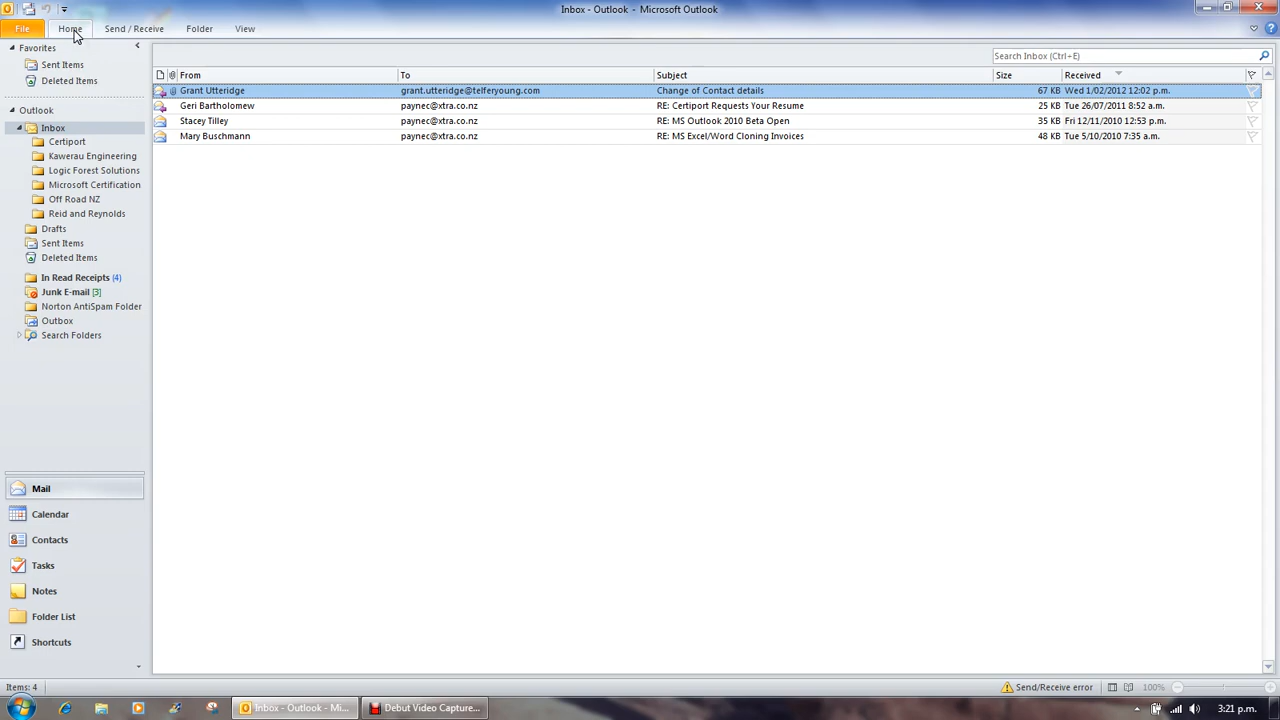 Inbox - Outlook - Microsoft Outlook
File Home Send / Receive Folder View
Favorites
Sent Items
Deleted Items
Outlook
Inbox
Certiport
Kawerau Engineering
Logic Forest Solutions
Microsoft Certification
Off Road NZ
Reid and Reynolds
Drafts
Sent Items
Deleted Items
In Read Receipts (4)
Junk E-mail [3]
Norton AntiSpam Folder
Outbox
Search Folders
Mail
Calendar
Contacts
Tasks
Notes
Folder List
Shortcuts
Search Inbox (Ctrl+E)
From To Subject Size Received
Grant Utteridge grant.utteridge@telferyoung.com Change of Contact details 67 KB Wed 1/02/2012 12:02 p.m.
Geri Bartholomew paynec@xtra.co.nz RE: Certiport Requests Your Resume 25 KB Tue 26/07/2011 8:52 a.m.
Stacey Tilley paynec@xtra.co.nz RE: MS Outlook 2010 Beta Open 35 KB Fri 12/11/2010 12:53 p.m.
Mary Buschmann paynec@xtra.co.nz RE: MS Excel/Word Cloning Invoices 48 KB Tue 5/10/2010 7:35 a.m.
Items: 4 Send/Receive error 100%
Inbox - Outlook - Mi... Debut Video Capture... 3:21 p.m.